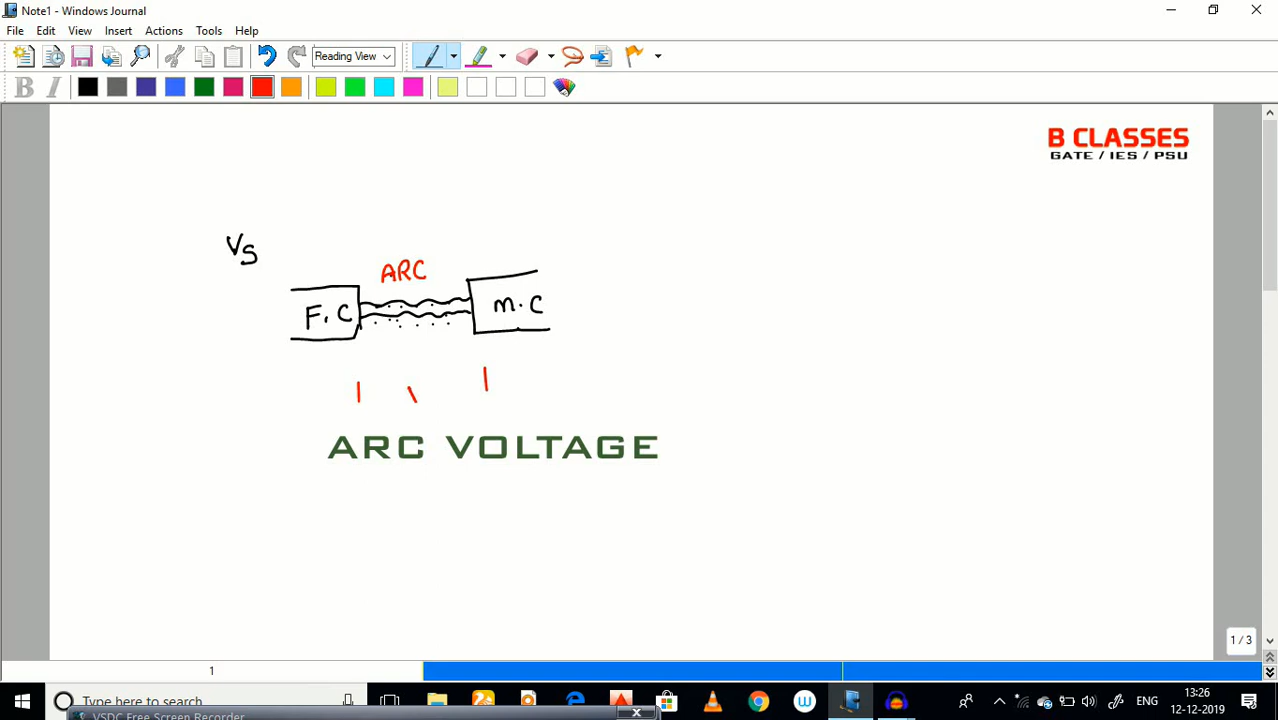 Note1 - Windows Journal
File Edit View Insert Actions Tools Help
Reading View
B I
B CLASSES
GATE / IES / PSU
VS
ARC
F.C
M.C
ARC VOLTAGE
1 / 3
1
Type here to search
ENG
13:26
12-12-2019
VSDC Free Screen Recorder